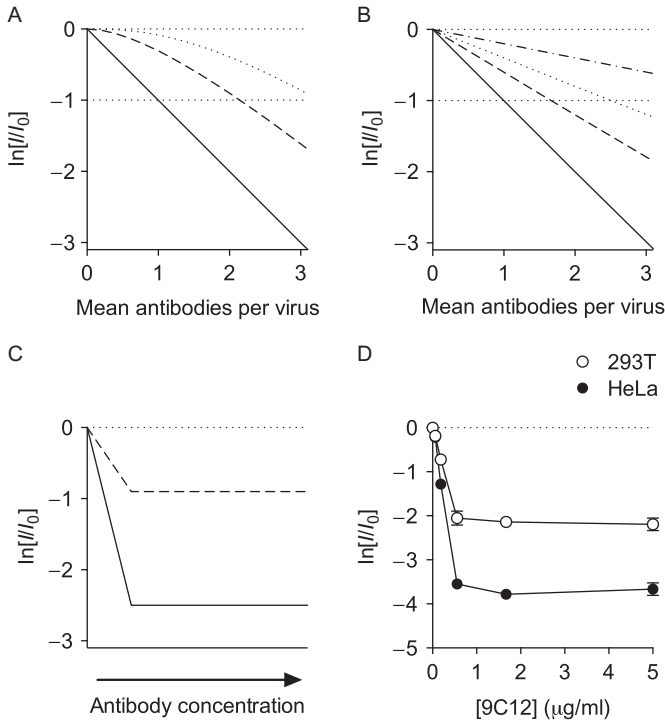 A
0
−1
−2
−3
ln[I/I0]
0 1 2 3
Mean antibodies per virus
B
0
−1
−2
−3
ln[I/I0]
0 1 2 3
Mean antibodies per virus
C
0
−1
−2
−3
ln[I/I0]
Antibody concentration
D
293T
HeLa
0
−1
−2
−3
−4
−5
ln[I/I0]
0 1 2 3 4 5
[9C12] (μg/ml)